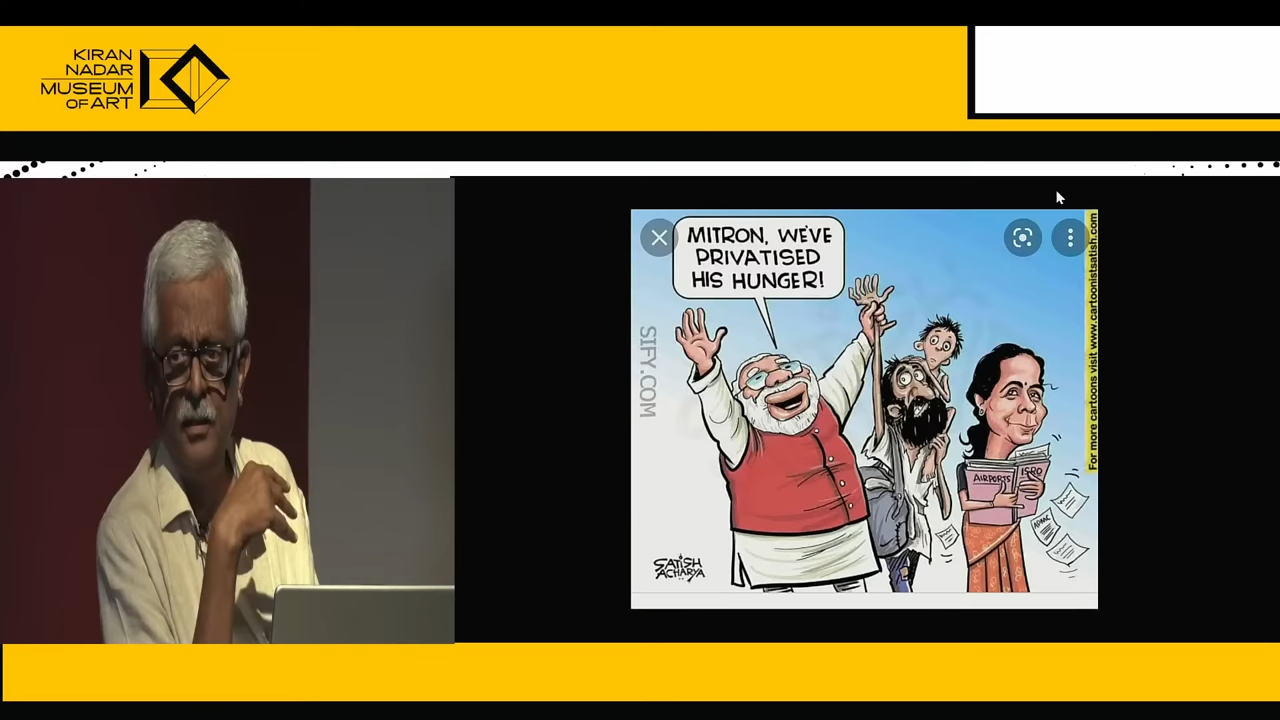 KIRAN
NADAR
MUSEUM
OF ART
MITRON, WE'VE
PRIVATISED
HIS HUNGER!
SIFY.COM
AIRPORTS
ISRO
SATISH
ACHARYA
For more cartoons visit www.cartoonistsatish.com